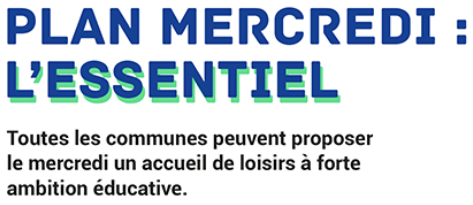 PLAN MERCREDI :
L’ESSENTIEL
Toutes les communes peuvent proposer
le mercredi un accueil de loisirs à forte
ambition éducative.